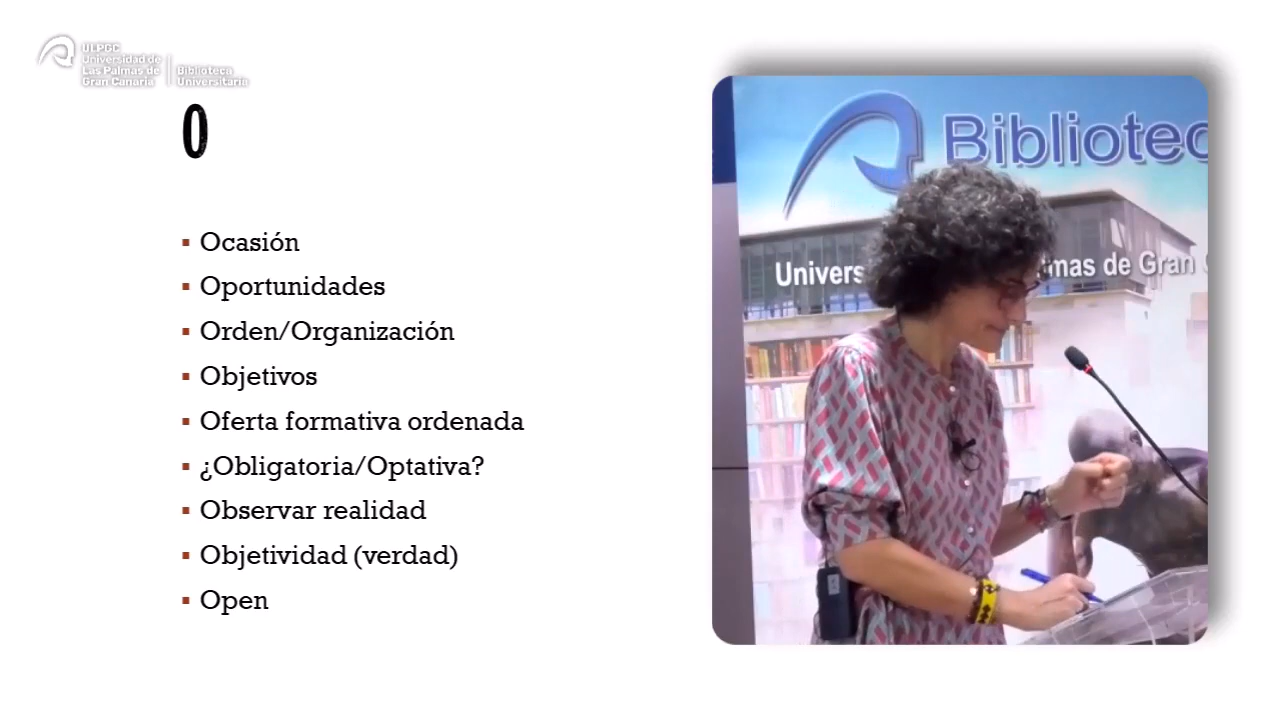 ULPGC
Universidad de
Las Palmas de
Gran Canaria
Biblioteca
Universitaria
O
Ocasión
Oportunidades
Orden/Organización
Objetivos
Oferta formativa ordenada
¿Obligatoria/Optativa?
Observar realidad
Objetividad (verdad)
Open
Bibliotec
Univers mas de Gran